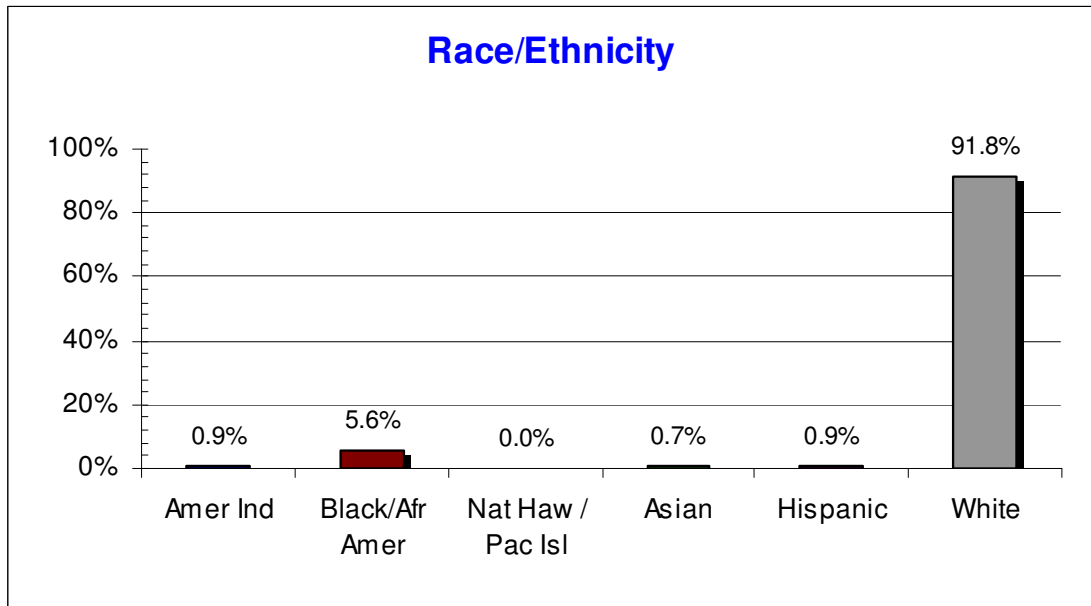 Race/Ethnicity
100%
80%
60%
40%
20%
0%
0.9%
5.6%
0.0%
0.7%
0.9%
91.8%
Amer Ind
Black/Afr
Amer
Nat Haw /
Pac Isl
Asian
Hispanic
White